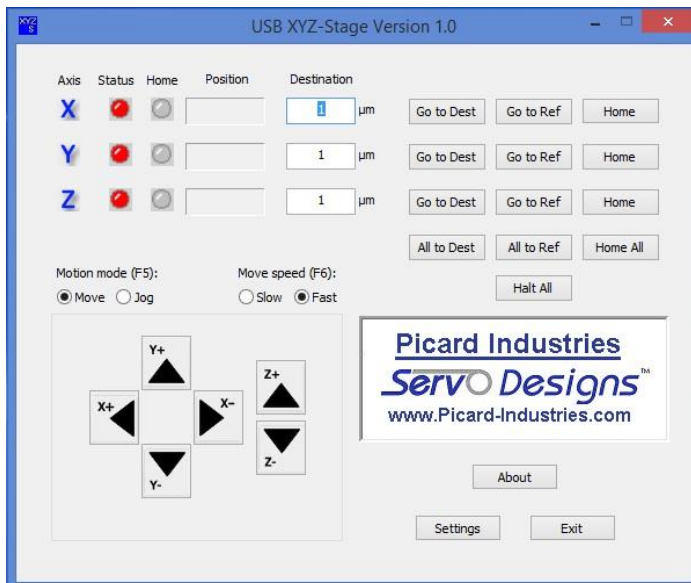 XYZ
S
USB XYZ-Stage Version 1.0
Axis Status Home Position Destination
X 1 µm Go to Dest Go to Ref Home
Y 1 µm Go to Dest Go to Ref Home
Z 1 µm Go to Dest Go to Ref Home
All to Dest All to Ref Home All
Motion mode (F5): Move speed (F6):
Move Jog Slow Fast
Halt All
Y+
Z+
X+ X-
Z-
Y-
Picard Industries
Servo Designs™
www.Picard-Industries.com
About
Settings Exit